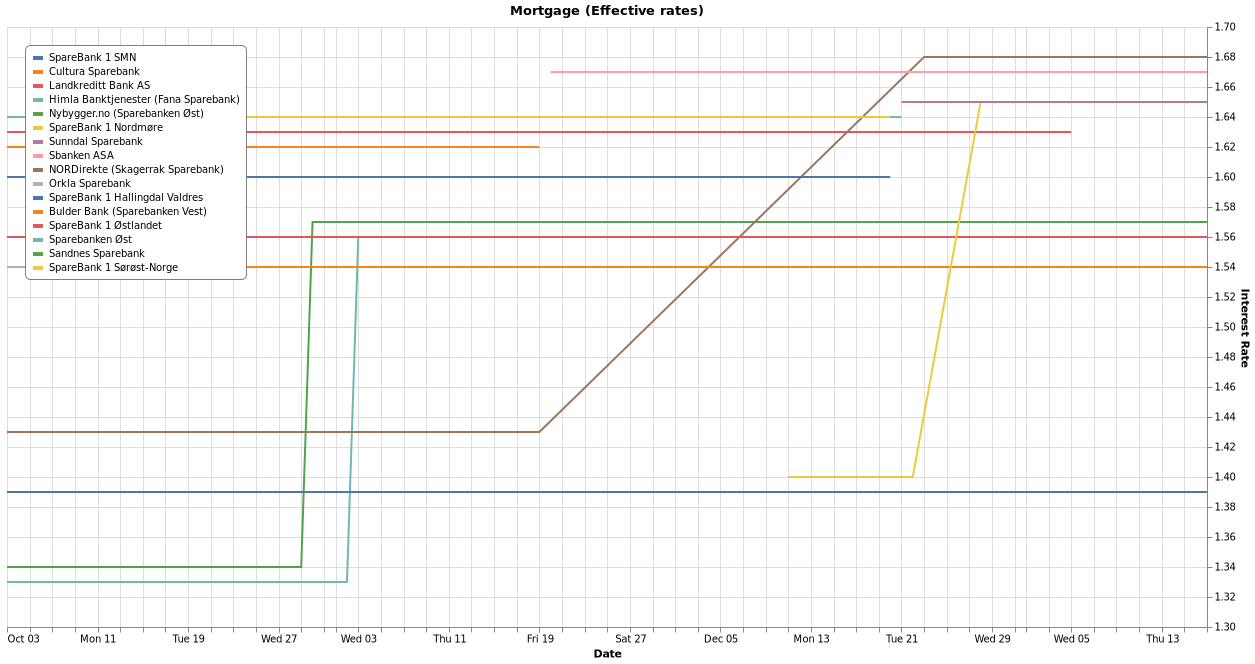 Mortgage (Effective rates)
SpareBank 1 SMN
Cultura Sparebank
Landkreditt Bank AS
Himla Banktjenester (Fana Sparebank)
Nybygger.no (Sparebanken Øst)
SpareBank 1 Nordmøre
Sunndal Sparebank
Sbanken ASA
NORDirekte (Skagerrak Sparebank)
Orkla Sparebank
SpareBank 1 Hallingdal Valdres
Bulder Bank (Sparebanken Vest)
SpareBank 1 Østlandet
Sparebanken Øst
Sandnes Sparebank
SpareBank 1 Sørøst-Norge
1.70
1.68
1.66
1.64
1.62
1.60
1.58
1.56
1.54
1.52
1.50
1.48
1.46
1.44
1.42
1.40
1.38
1.36
1.34
1.32
1.30
Interest Rate
Oct 03 Mon 11 Tue 19 Wed 27 Wed 03 Thu 11 Fri 19 Sat 27 Dec 05 Mon 13 Tue 21 Wed 29 Wed 05 Thu 13
Date